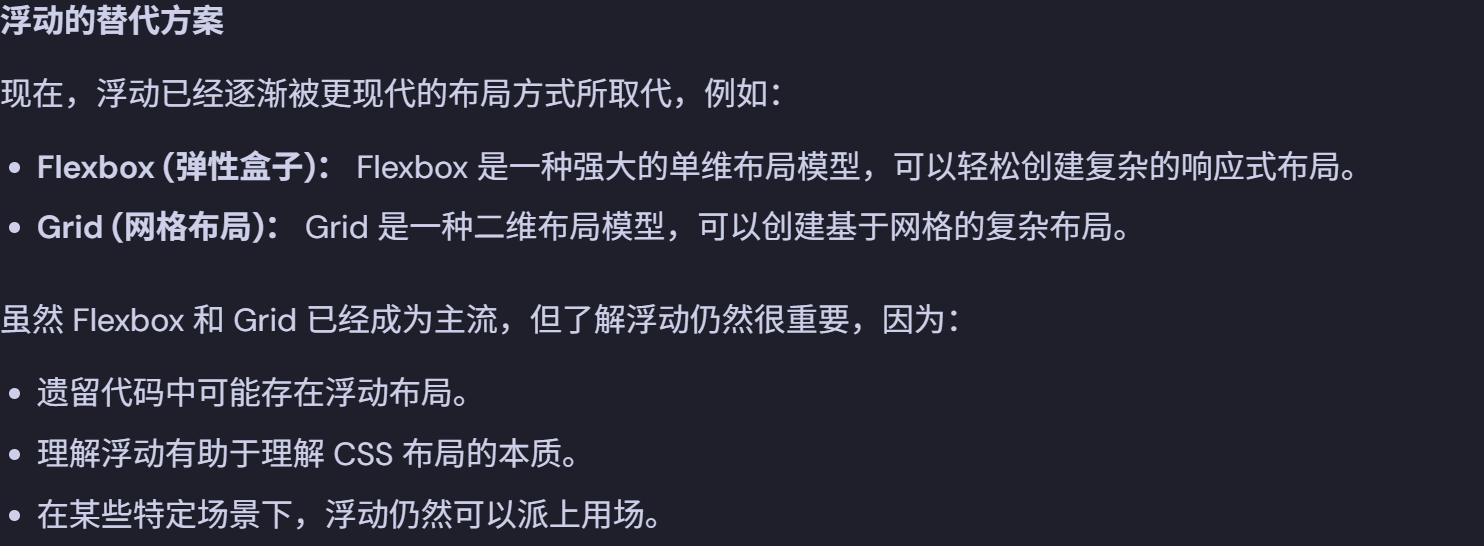 浮动的替代方案
现在，浮动已经逐渐被更现代的布局方式所取代，例如：
• Flexbox (弹性盒子)： Flexbox 是一种强大的单维布局模型，可以轻松创建复杂的响应式布局。
• Grid (网格布局)： Grid 是一种二维布局模型，可以创建基于网格的复杂布局。
虽然 Flexbox 和 Grid 已经成为主流，但了解浮动仍然很重要，因为：
• 遗留代码中可能存在浮动布局。
• 理解浮动有助于理解 CSS 布局的本质。
• 在某些特定场景下，浮动仍然可以派上用场。